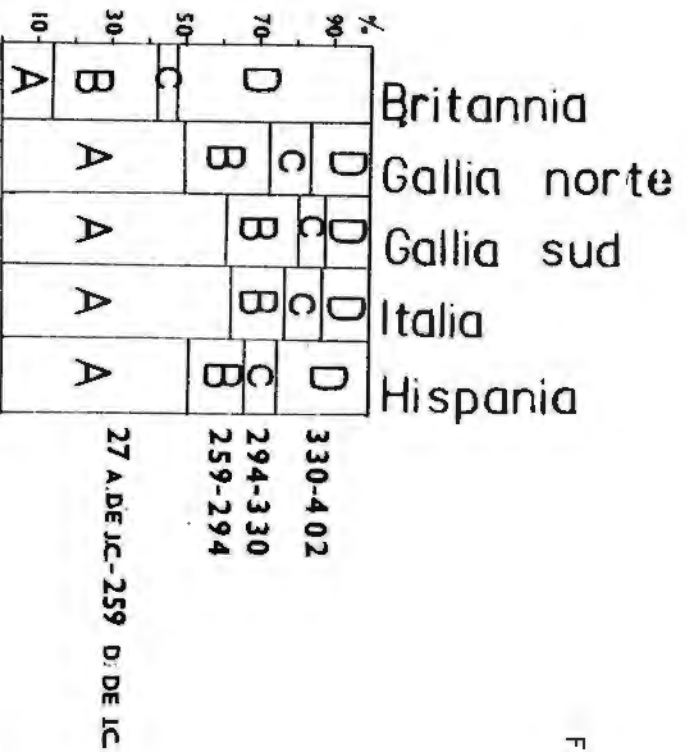 %
90
70
50
30
10
Britannia
A B C D
Gallia norte
A B C D
Gallia sud
A B C D
Italia
A B C D
Hispania
A B C D
330-402
294-330
259-294
27 A.DE J.C-259 D. DE J.C.
F